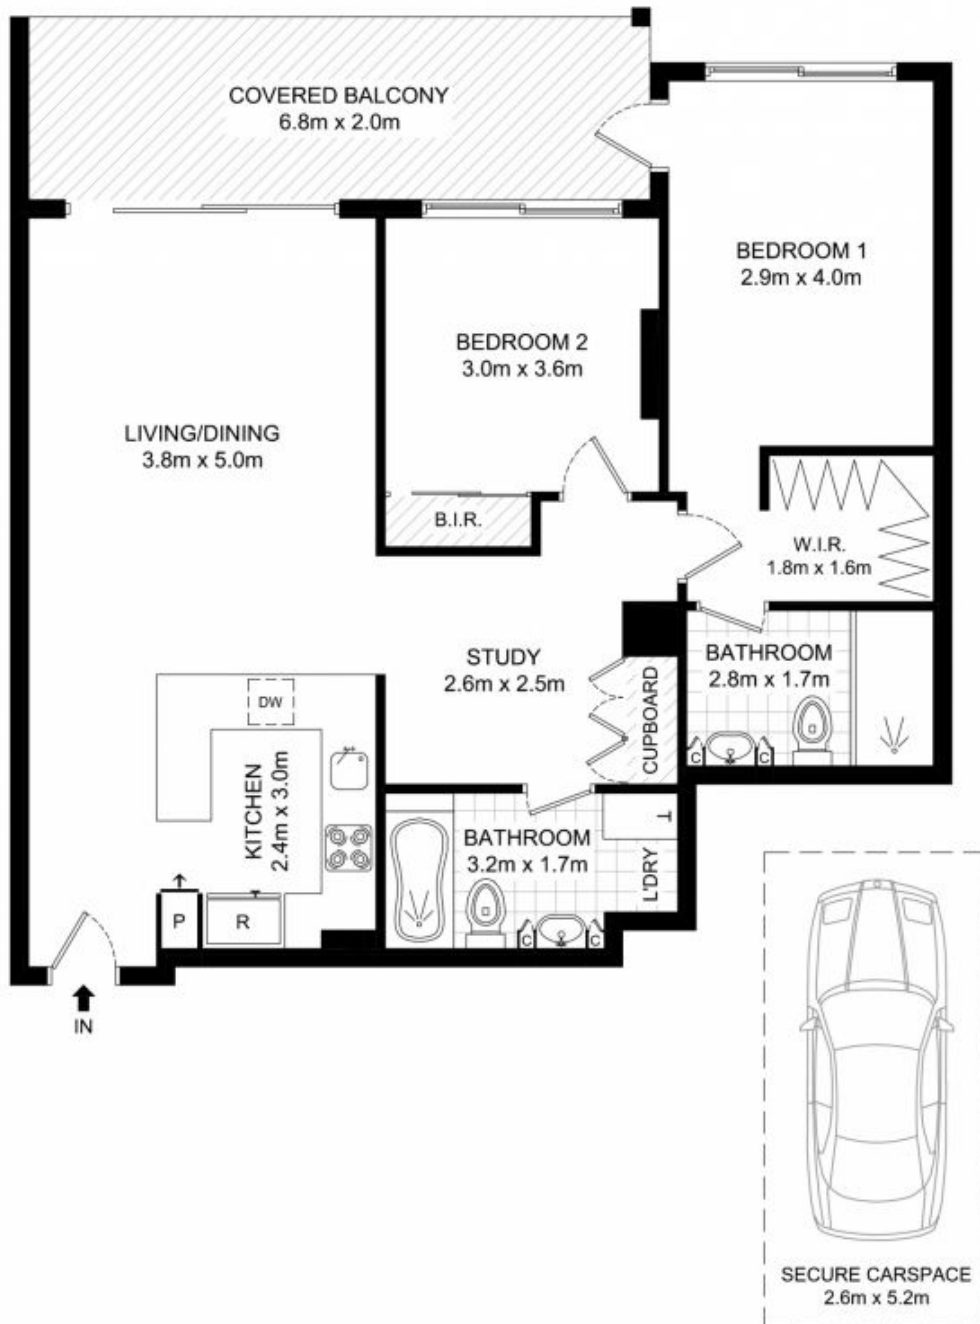 COVERED BALCONY
6.8m x 2.0m
BEDROOM 1
2.9m x 4.0m
BEDROOM 2
3.0m x 3.6m
LIVING/DINING
3.8m x 5.0m
B.I.R.
W.I.R.
1.8m x 1.6m
STUDY
2.6m x 2.5m
CUPBOARD
BATHROOM
2.8m x 1.7m
C
C
DW
KITCHEN
2.4m x 3.0m
P
R
BATHROOM
3.2m x 1.7m
T
L'DRY
C
C
IN
SECURE CARSPACE
2.6m x 5.2m